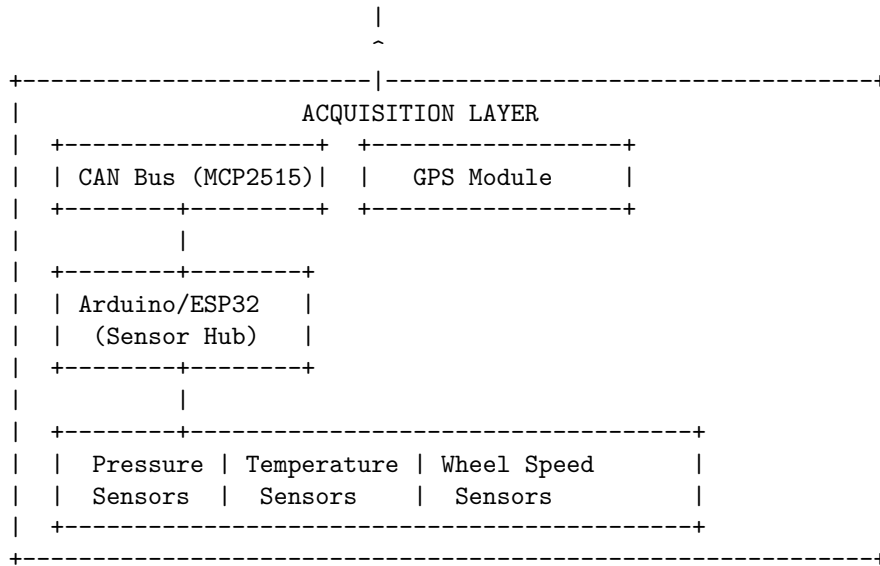 ACQUISITION LAYER
CAN Bus (MCP2515) GPS Module
Arduino/ESP32
(Sensor Hub)
Pressure | Temperature | Wheel Speed
Sensors | Sensors | Sensors